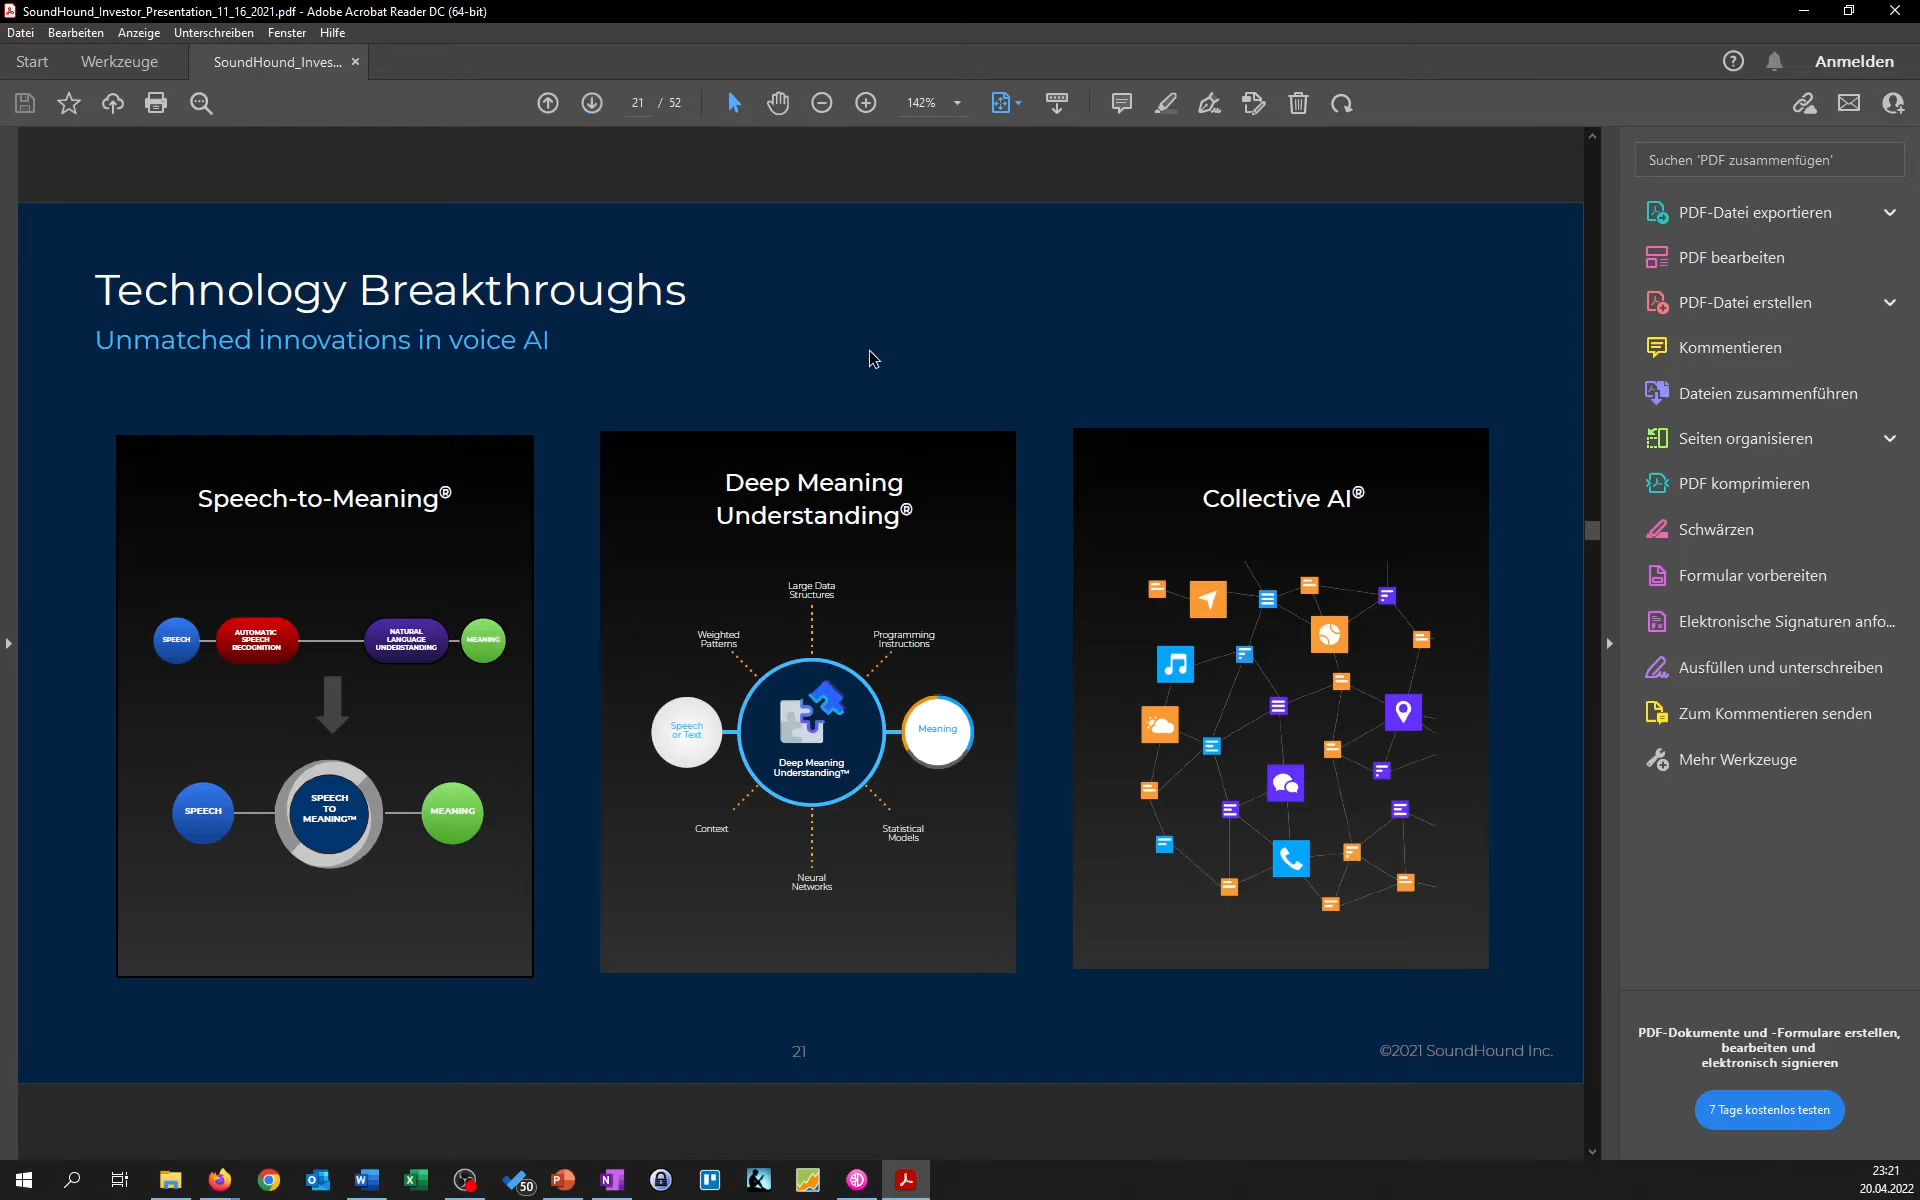 SoundHound_Investor_Presentation_11_16_2021.pdf - Adobe Acrobat Reader DC (64-bit)
Datei Bearbeiten Anzeige Unterschreiben Fenster Hilfe
Start Werkzeuge SoundHound_Inves... × Anmelden
21 / 52 142%
Technology Breakthroughs
Unmatched innovations in voice AI
Speech-to-Meaning®
SPEECH
AUTOMATIC
SPEECH
RECOGNITION
NATURAL
LANGUAGE
UNDERSTANDING
MEANING
SPEECH
SPEECH
TO
MEANING™
MEANING
Deep Meaning
Understanding®
Large Data
Structures
Weighted
Patterns
Programming
Instructions
Speech
or Text
Deep Meaning
Understanding™
Meaning
Context
Statistical
Models
Neural
Networks
Collective AI®
21
©2021 SoundHound Inc.
Suchen 'PDF zusammenfügen'
PDF-Datei exportieren
PDF bearbeiten
PDF-Datei erstellen
Kommentieren
Dateien zusammenführen
Seiten organisieren
PDF komprimieren
Schwärzen
Formular vorbereiten
Elektronische Signaturen anfo...
Ausfüllen und unterschreiben
Zum Kommentieren senden
Mehr Werkzeuge
PDF-Dokumente und -Formulare erstellen,
bearbeiten und
elektronisch signieren
7 Tage kostenlos testen
50
23:21
20.04.2022